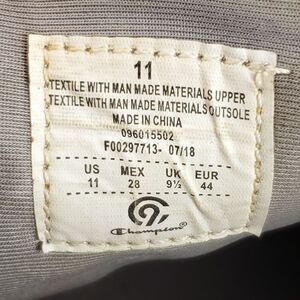 11
TEXTILE WITH MAN MADE MATERIALS UPPER
TEXTILE WITH MAN MADE MATERIALS OUTSOLE
MADE IN CHINA
096015502
F00297713- 07/18
US MEX UK EUR
11 28 9½ 44
C9
Champion®